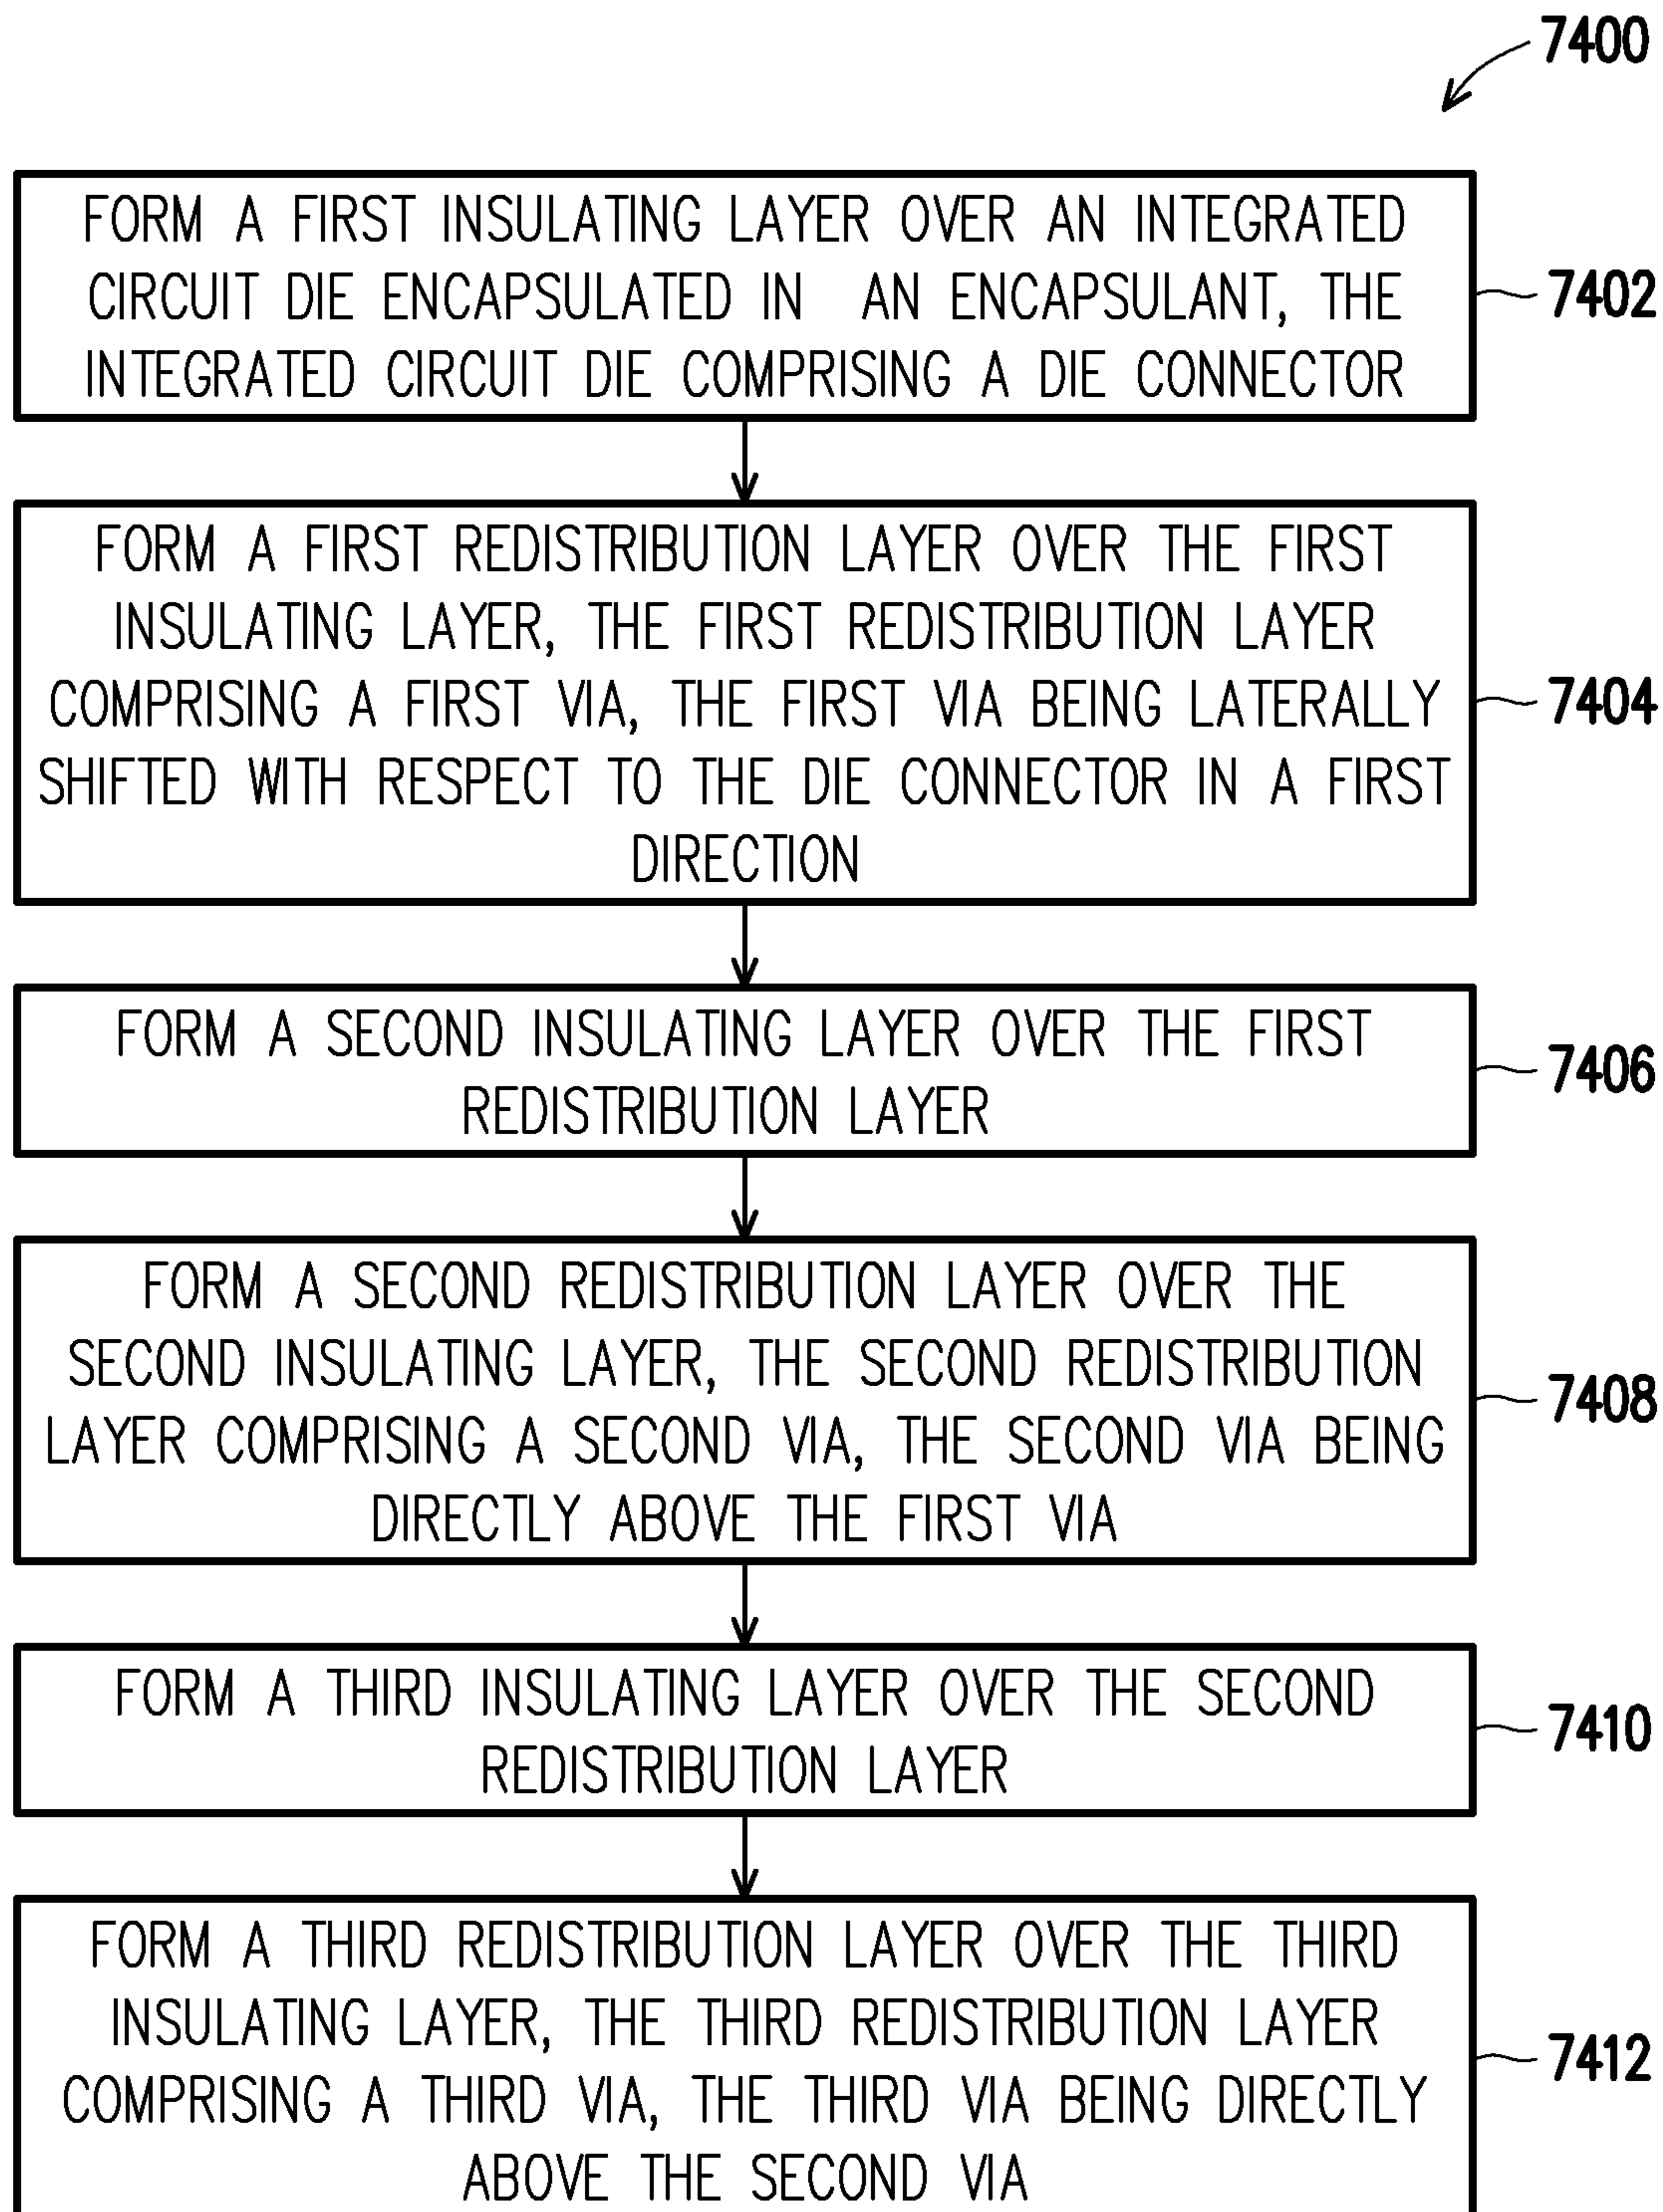 7400
FORM A FIRST INSULATING LAYER OVER AN INTEGRATED
CIRCUIT DIE ENCAPSULATED IN AN ENCAPSULANT, THE
INTEGRATED CIRCUIT DIE COMPRISING A DIE CONNECTOR
7402
FORM A FIRST REDISTRIBUTION LAYER OVER THE FIRST
INSULATING LAYER, THE FIRST REDISTRIBUTION LAYER
COMPRISING A FIRST VIA, THE FIRST VIA BEING LATERALLY
SHIFTED WITH RESPECT TO THE DIE CONNECTOR IN A FIRST
DIRECTION
7404
FORM A SECOND INSULATING LAYER OVER THE FIRST
REDISTRIBUTION LAYER
7406
FORM A SECOND REDISTRIBUTION LAYER OVER THE
SECOND INSULATING LAYER, THE SECOND REDISTRIBUTION
LAYER COMPRISING A SECOND VIA, THE SECOND VIA BEING
DIRECTLY ABOVE THE FIRST VIA
7408
FORM A THIRD INSULATING LAYER OVER THE SECOND
REDISTRIBUTION LAYER
7410
FORM A THIRD REDISTRIBUTION LAYER OVER THE THIRD
INSULATING LAYER, THE THIRD REDISTRIBUTION LAYER
COMPRISING A THIRD VIA, THE THIRD VIA BEING DIRECTLY
ABOVE THE SECOND VIA
7412